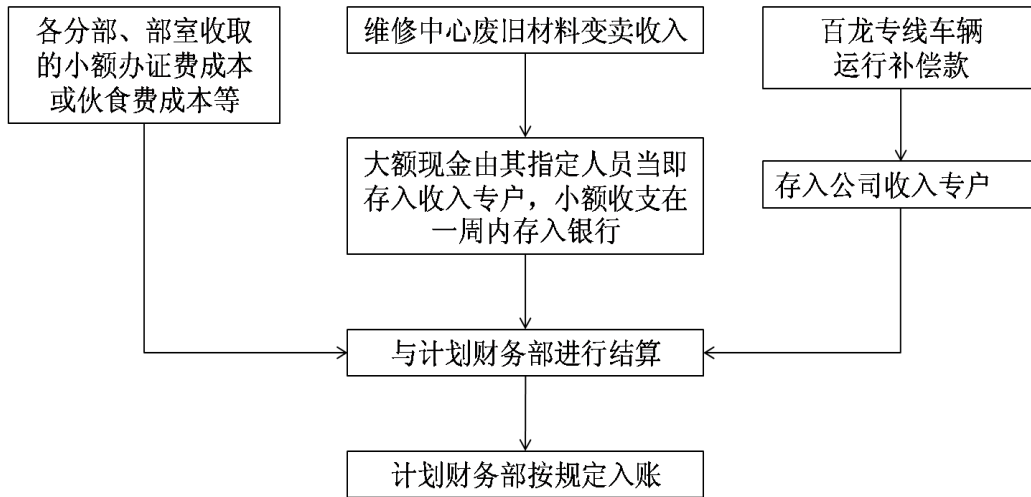 各分部、部室收取
的小额办证费成本
或伙食费成本等
维修中心废旧材料变卖收入
百龙专线车辆
运行补偿款
大额现金由其指定人员当即
存入收入专户，小额收支在
一周内存入银行
存入公司收入专户
与计划财务部进行结算
计划财务部按规定入账